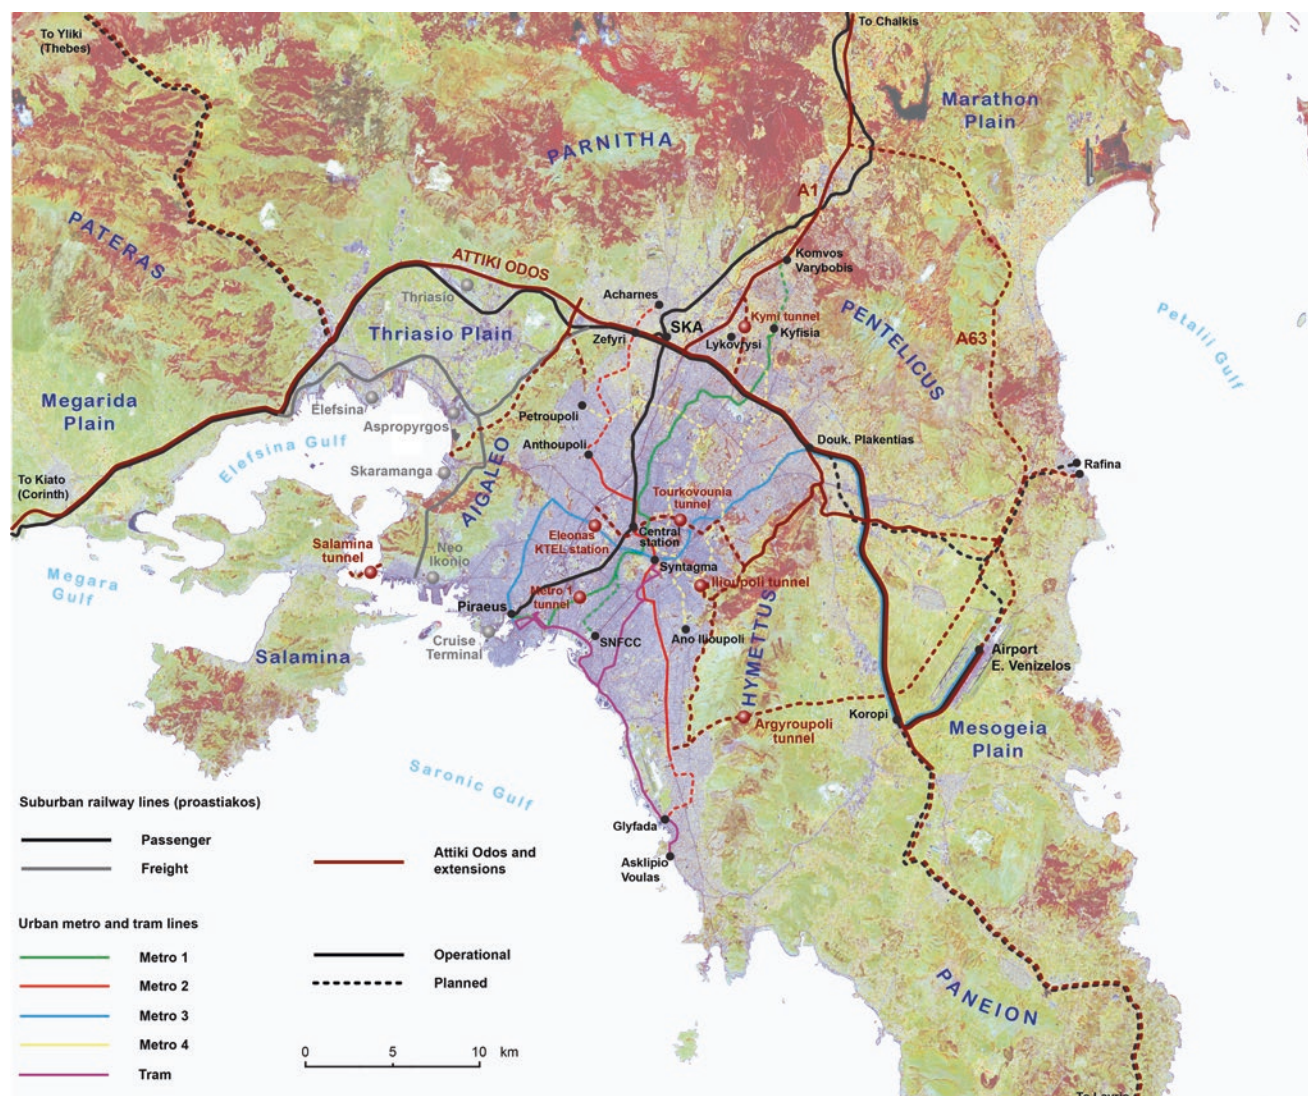 To Chalkis
To Yliki
(Thebes)
Marathon
Plain
PARNITHA
A1
PATERAS
ATTIKI ODOS
Komvos
Varybobis
Thriasio
Acharnes
Petalii Gulf
PENTELICUS
Kymi tunnel
SKA
Thriasio Plain
Zefyri
Lykovrysi
Kyfisia
A63
Megarida
Plain
Elefsina
Petroupoli
Aspropyrgos
Elefsina Gulf
AIGALEO
Anthoupoli
Douk. Plakentias
Skaramanga
Rafina
To Kiato
(Corinth)
Tourkovounia
tunnel
Eleonas
KTEL station
Central
station
Salamina
tunnel
Neo
Ikonio
Syntagma
Megara
Gulf
Metro 1
tunnel
Ilioupoli tunnel
Piraeus
Cruise
Terminal
SNFCC
Ano Ilioupoli
HYMETTUS
Salamina
Airport
E. Venizelos
Koropi
Argyroupoli
tunnel
Mesogeia
Plain
Saronic Gulf
Glyfada
Asklipio
Voulas
PANEION
Suburban railway lines (proastiakos)
Passenger
Freight
Attiki Odos and
extensions
Urban metro and tram lines
Metro 1
Operational
Metro 2
Planned
Metro 3
Metro 4
Tram
0 5 10 km